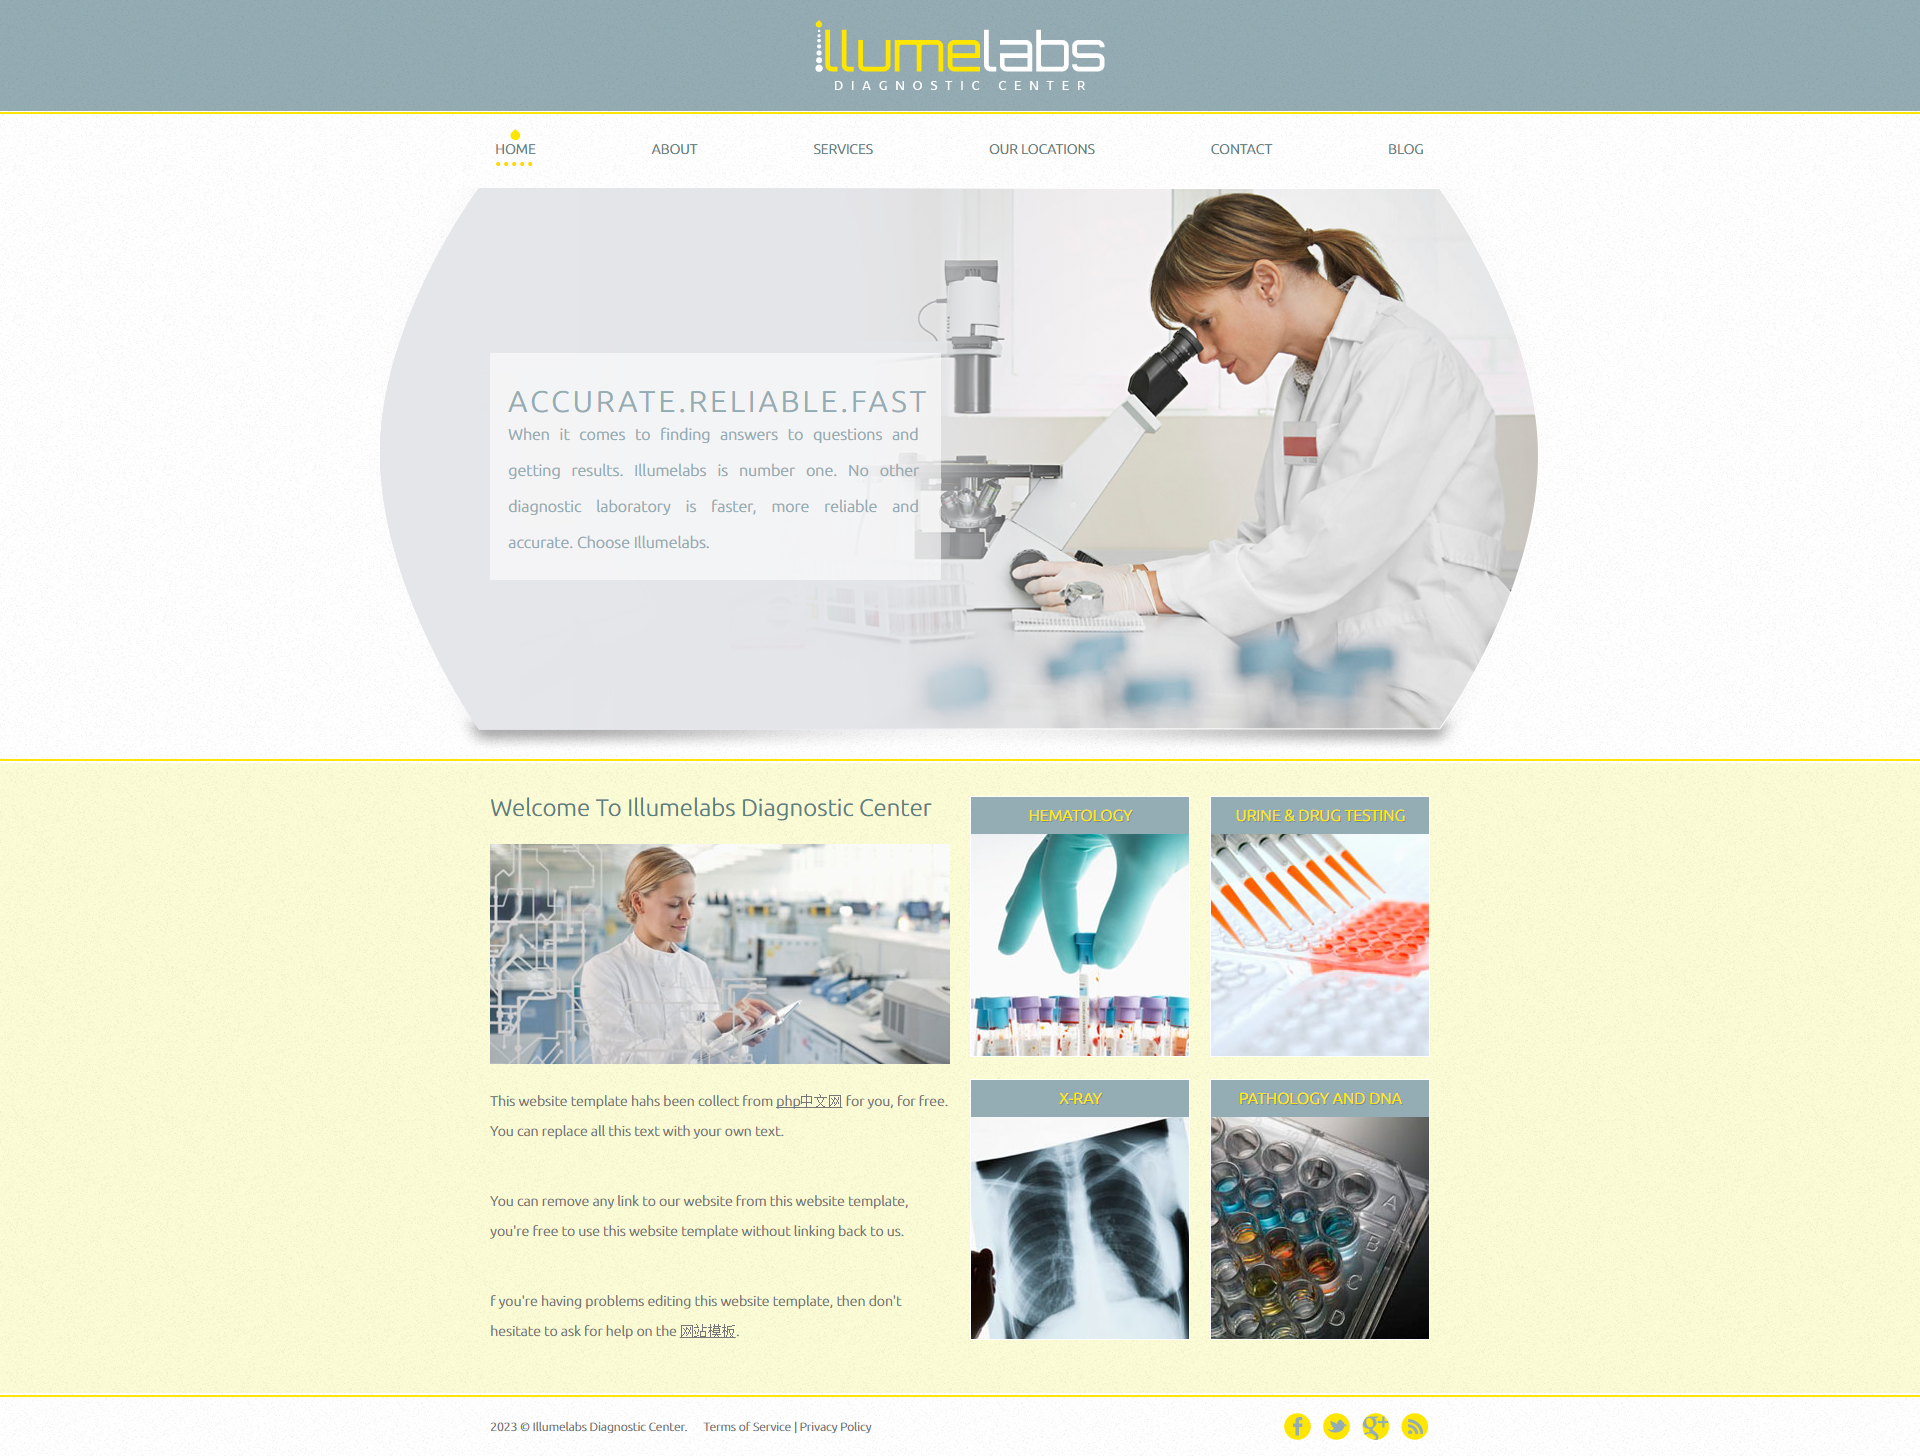 illumelabs
DIAGNOSTIC CENTER
HOME
ABOUT
SERVICES
OUR LOCATIONS
CONTACT
BLOG
ACCURATE.RELIABLE.FAST
When it comes to finding answers to questions and
getting results. Illumelabs is number one. No other
diagnostic laboratory is faster, more reliable and
accurate. Choose Illumelabs.
Welcome To Illumelabs Diagnostic Center
This website template hahs been collect from php中文网 for you, for free.
You can replace all this text with your own text.
You can remove any link to our website from this website template,
you're free to use this website template without linking back to us.
f you're having problems editing this website template, then don't
hesitate to ask for help on the 网站模板.
HEMATOLOGY
URINE & DRUG TESTING
X-RAY
PATHOLOGY AND DNA
A
B
C
D
2023 © Illumelabs Diagnostic Center.
Terms of Service | Privacy Policy